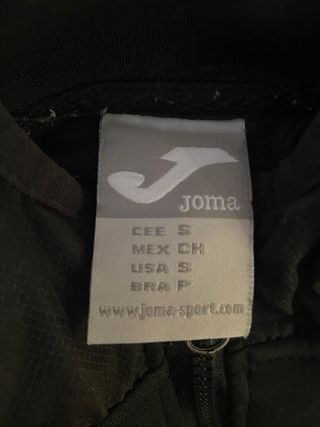 Joma
CEE S
MEX CH
USA S
BRA P
www.joma-sport.com